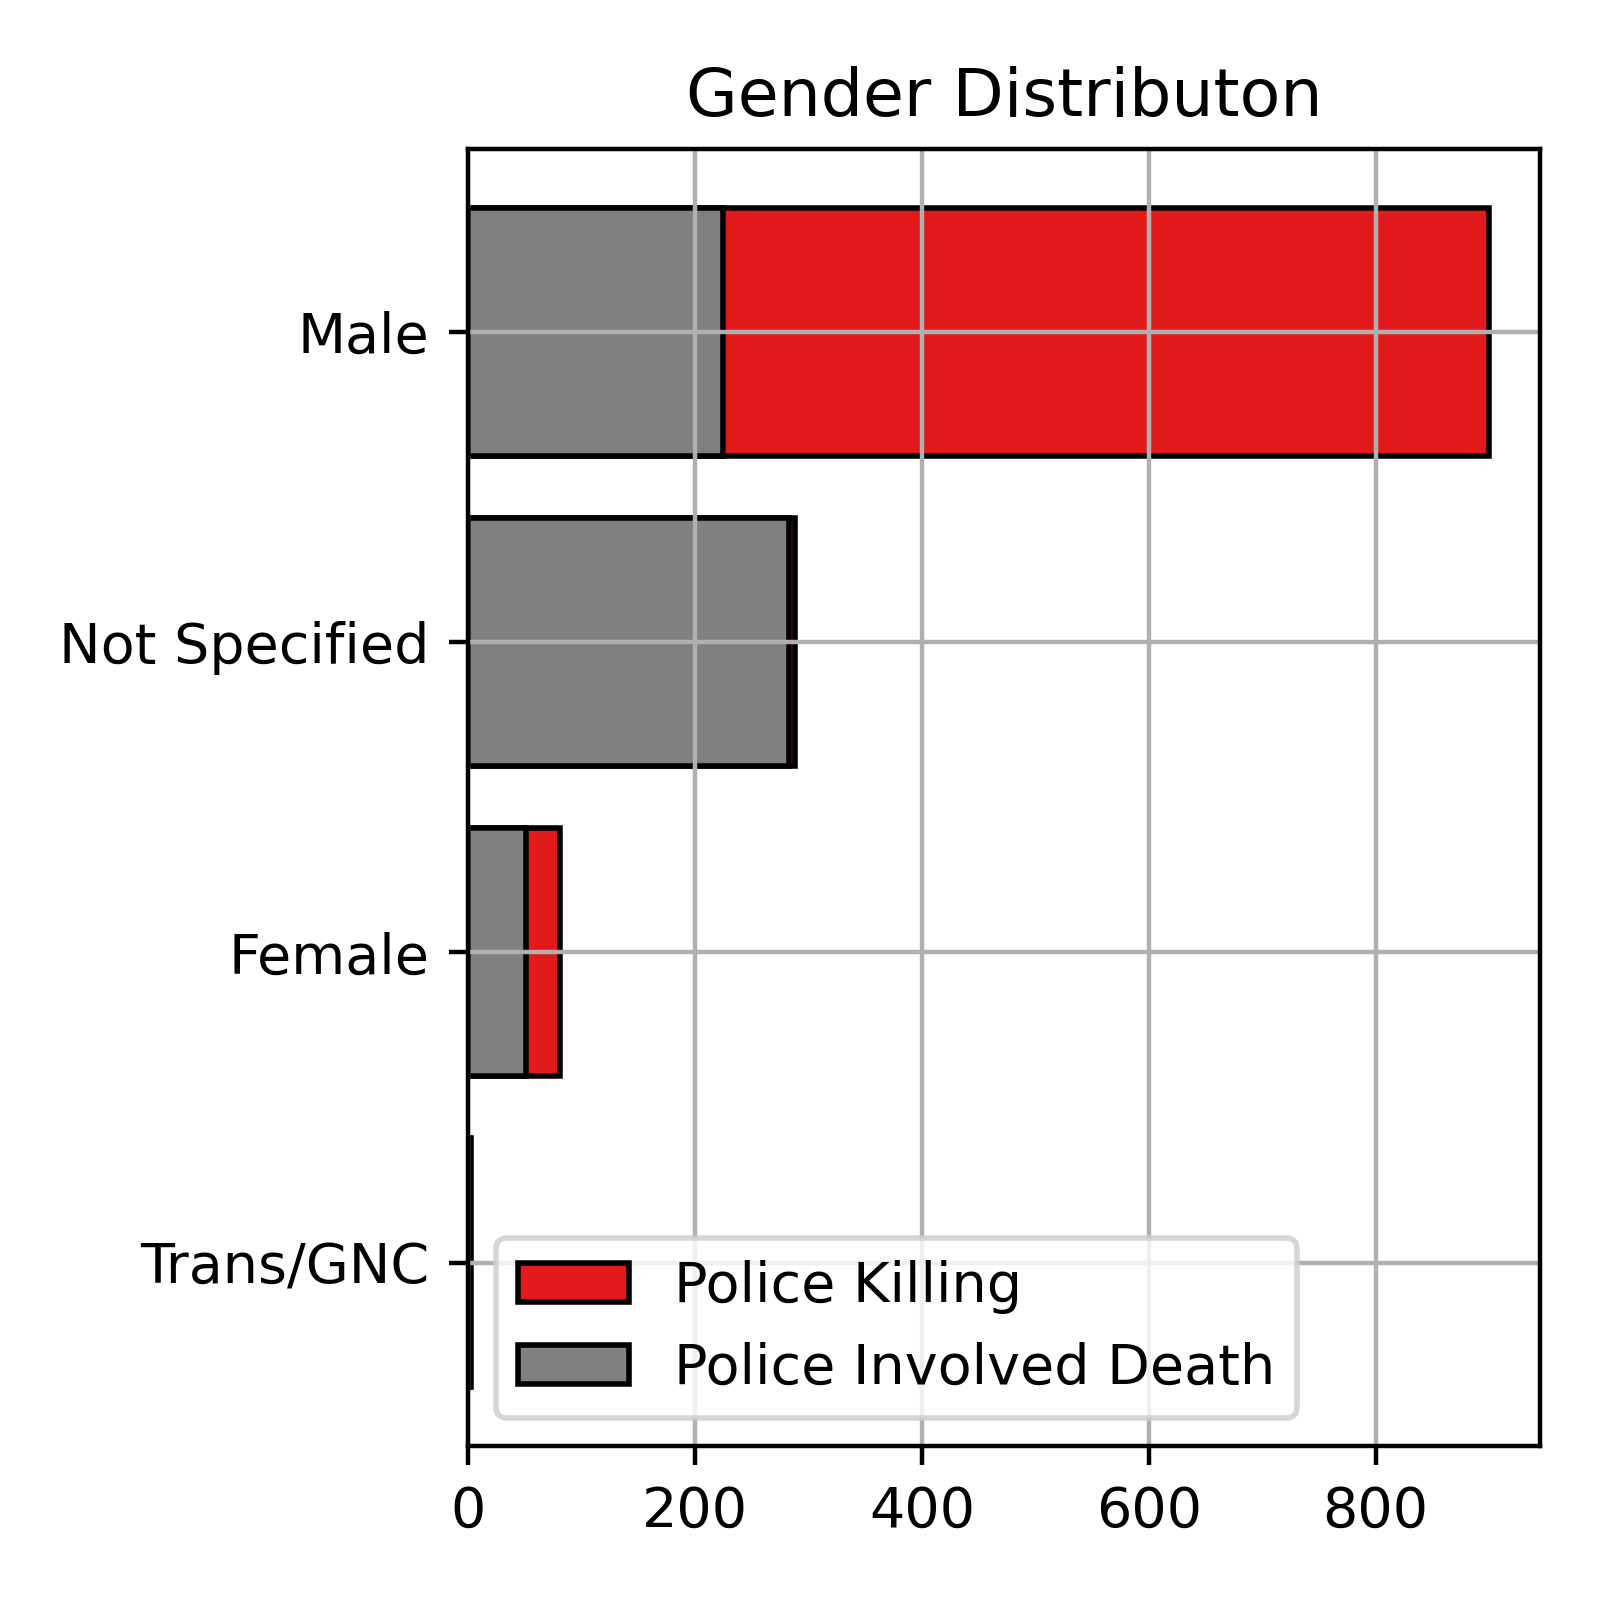 Gender Distributon
Male
Not Specified
Female
Trans/GNC
Police Killing
Police Involved Death
0 200 400 600 800